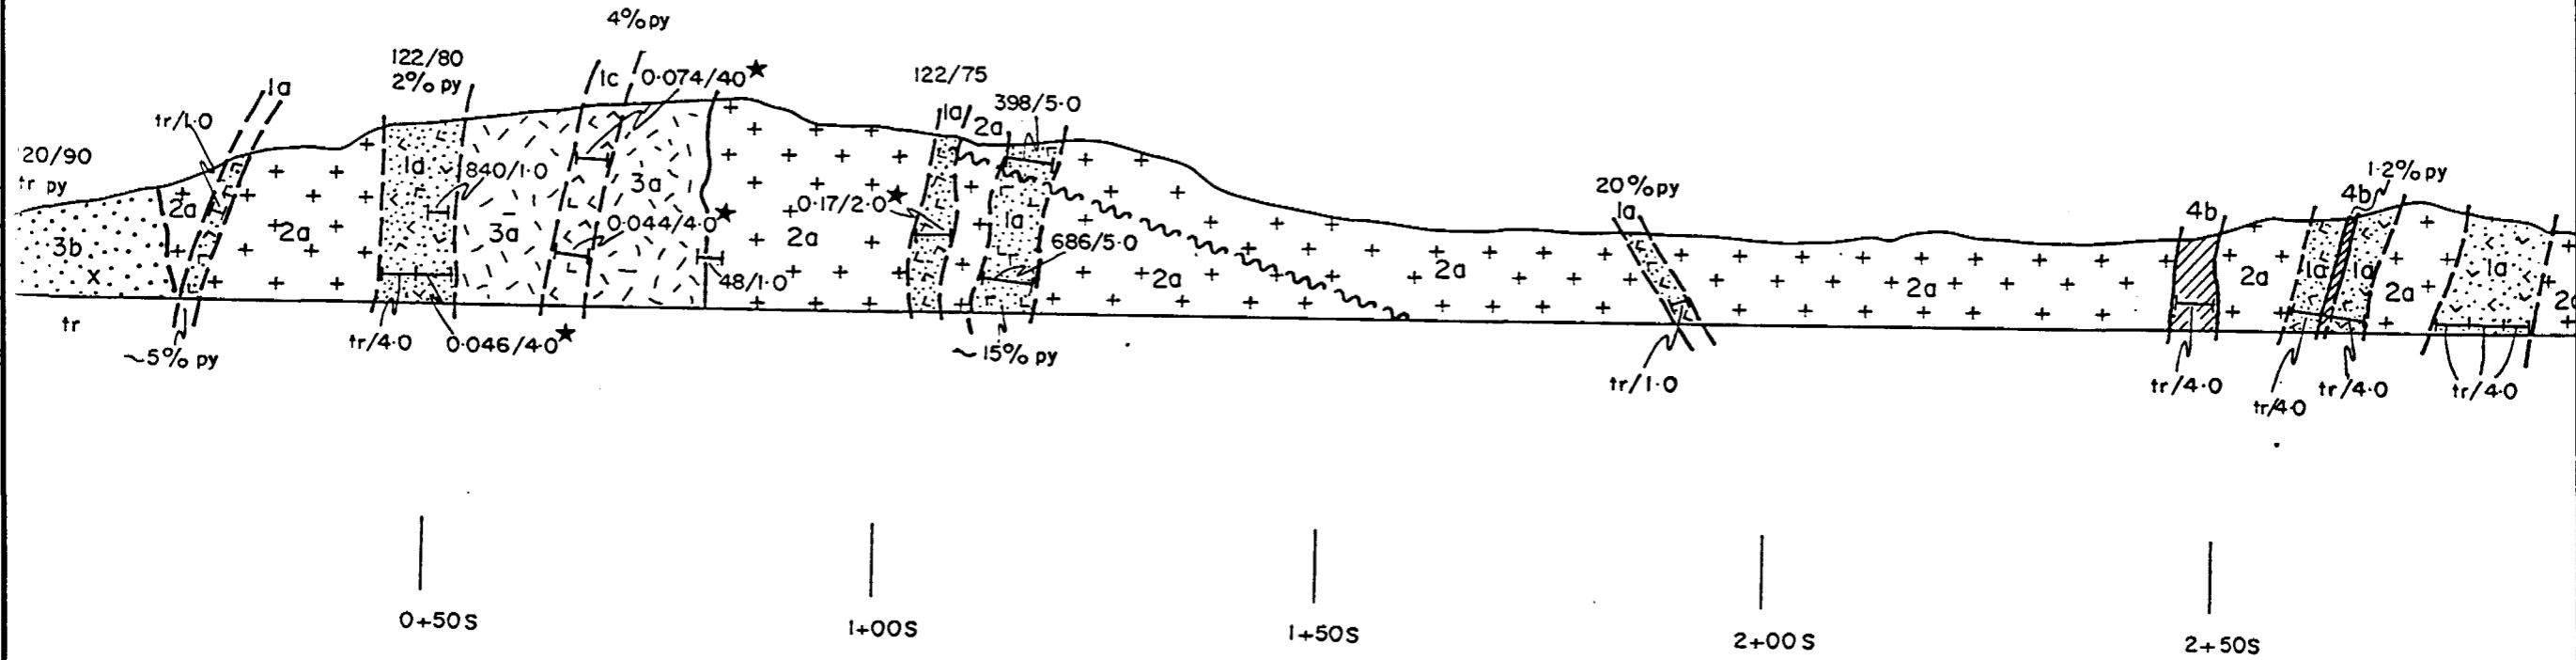 4% py
122/80
2% py
1c
0·074/40★
122/75
1a
1a/2a
398/5·0
tr/1·0
20/90
tr py
1·2% py
20% py
1a
4b
4b
1a
840/1·0
3a
2a
0·17/2·0★
3b
x
2a
3a
0·044/4·0★
2a
1a
686/5·0
2a
2a
2a
2a
1a
1a
2a
1a
2a
48/1·0
tr
~5% py
tr/4·0
0·046/4·0★
~15% py
tr/1·0
tr/4·0
tr/4·0
tr/4·0
tr/4·0
0+50S
1+00S
1+50S
2+00S
2+50S